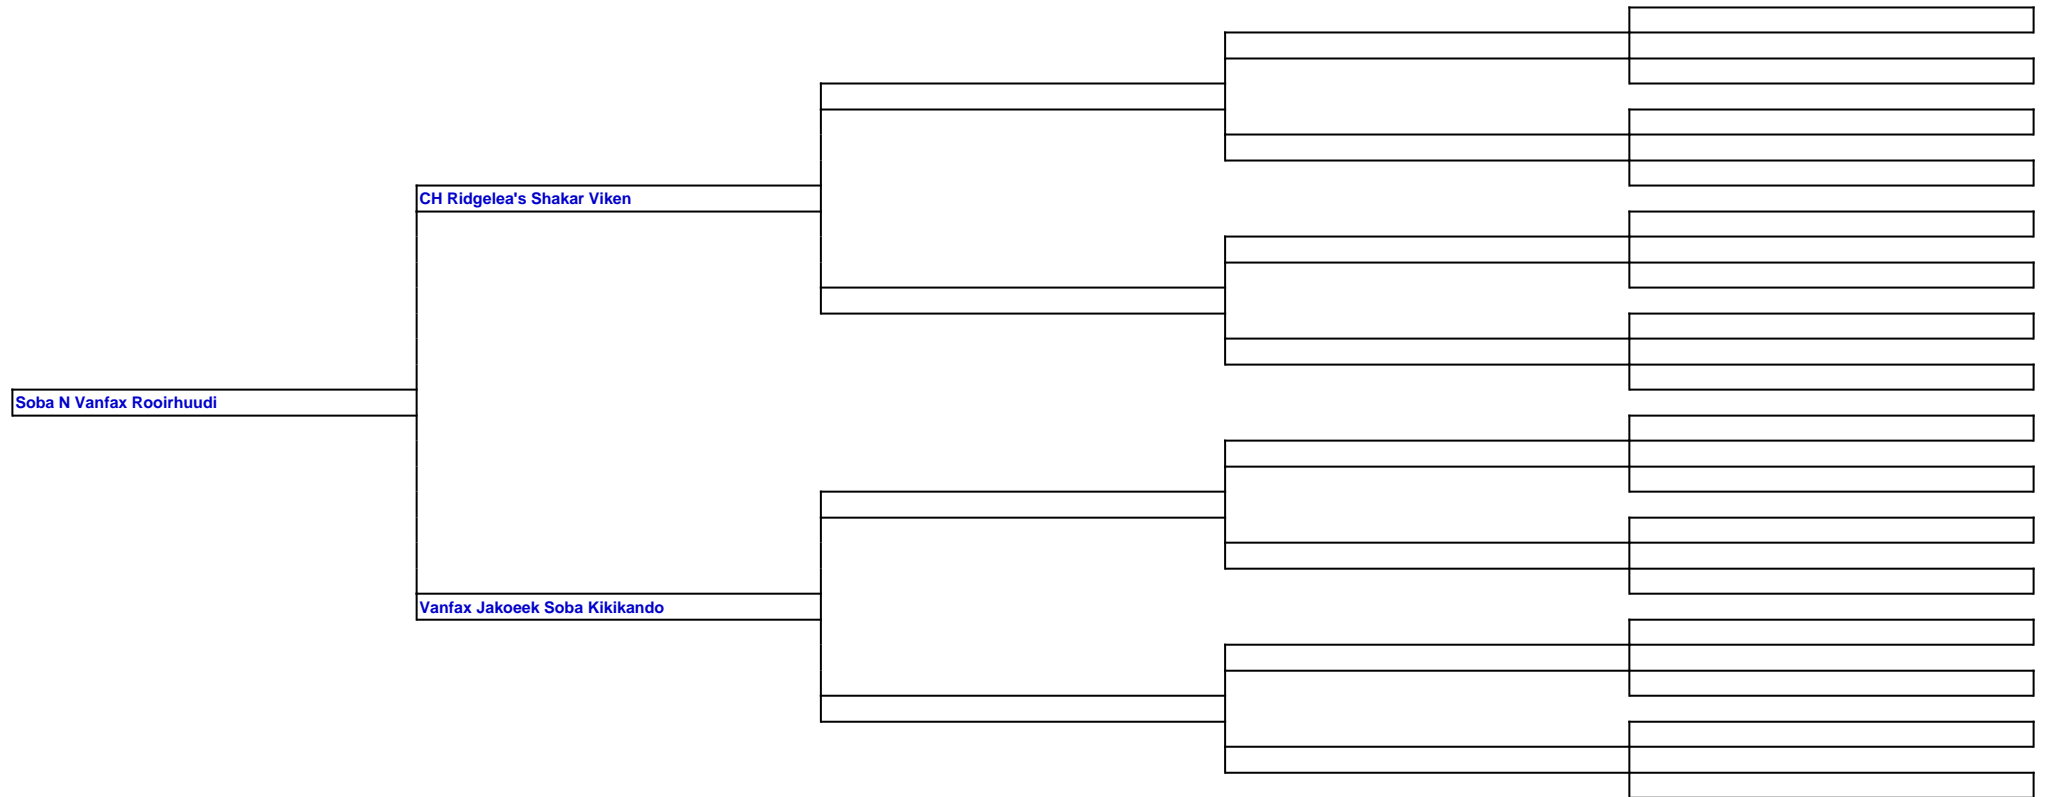 CH Ridgelea's Shakar Viken
Soba N Vanfax Rooirhuudi
Vanfax Jakoeek Soba Kikikando